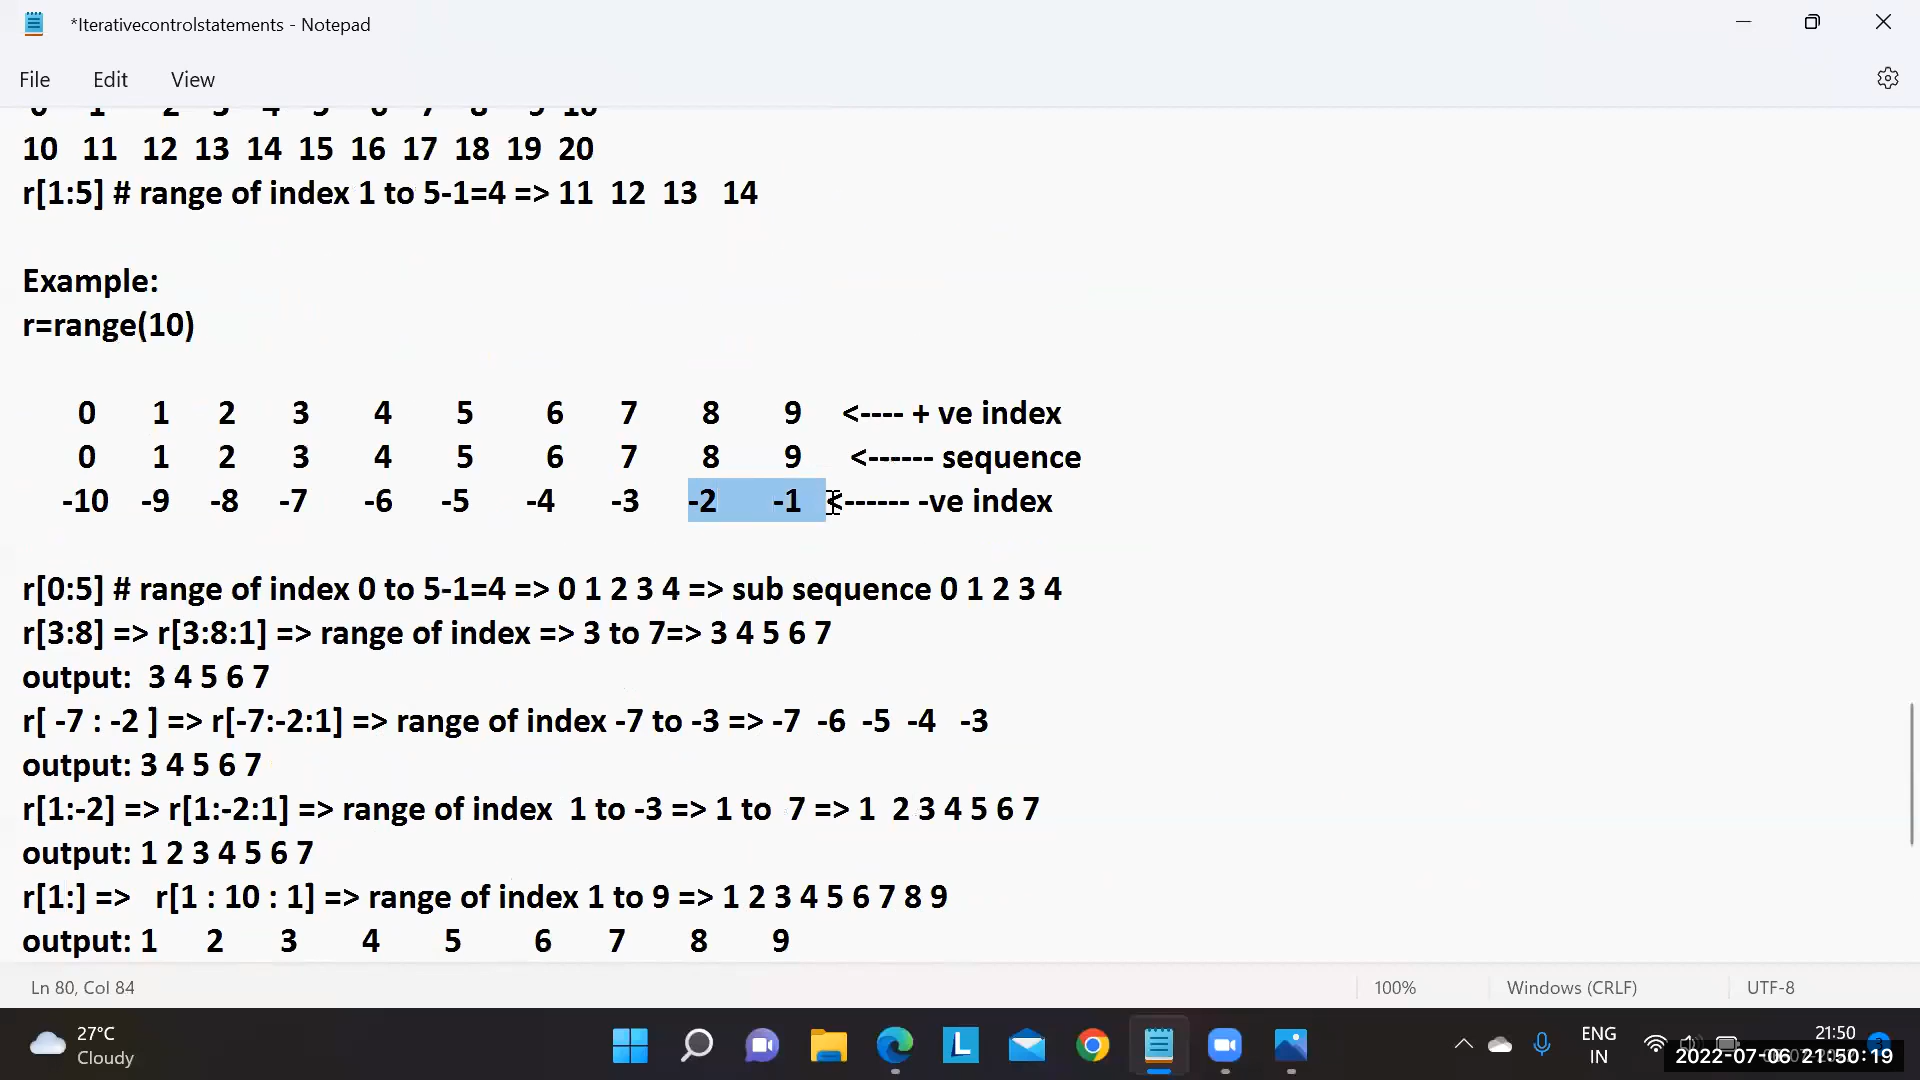 *Iterativecontrolstatements - Notepad
File Edit View
0 1 2 3 4 5 6 7 8 9 10
10 11 12 13 14 15 16 17 18 19 20
r[1:5] # range of index 1 to 5-1=4 => 11 12 13 14
Example:
r=range(10)
0 1 2 3 4 5 6 7 8 9 <---- + ve index
0 1 2 3 4 5 6 7 8 9 <------ sequence
-10 -9 -8 -7 -6 -5 -4 -3 -2 -1 <------ -ve index
r[0:5] # range of index 0 to 5-1=4 => 0 1 2 3 4 => sub sequence 0 1 2 3 4
r[3:8] => r[3:8:1] => range of index => 3 to 7=> 3 4 5 6 7
output: 3 4 5 6 7
r[ -7 : -2 ] => r[-7:-2:1] => range of index -7 to -3 => -7 -6 -5 -4 -3
output: 3 4 5 6 7
r[1:-2] => r[1:-2:1] => range of index 1 to -3 => 1 to 7 => 1 2 3 4 5 6 7
output: 1 2 3 4 5 6 7
r[1:] => r[1 : 10 : 1] => range of index 1 to 9 => 1 2 3 4 5 6 7 8 9
output: 1 2 3 4 5 6 7 8 9
Ln 80, Col 84 100% Windows (CRLF) UTF-8
27°C
Cloudy
L
ENG
IN
21:50
2022-07-06 21:50:19